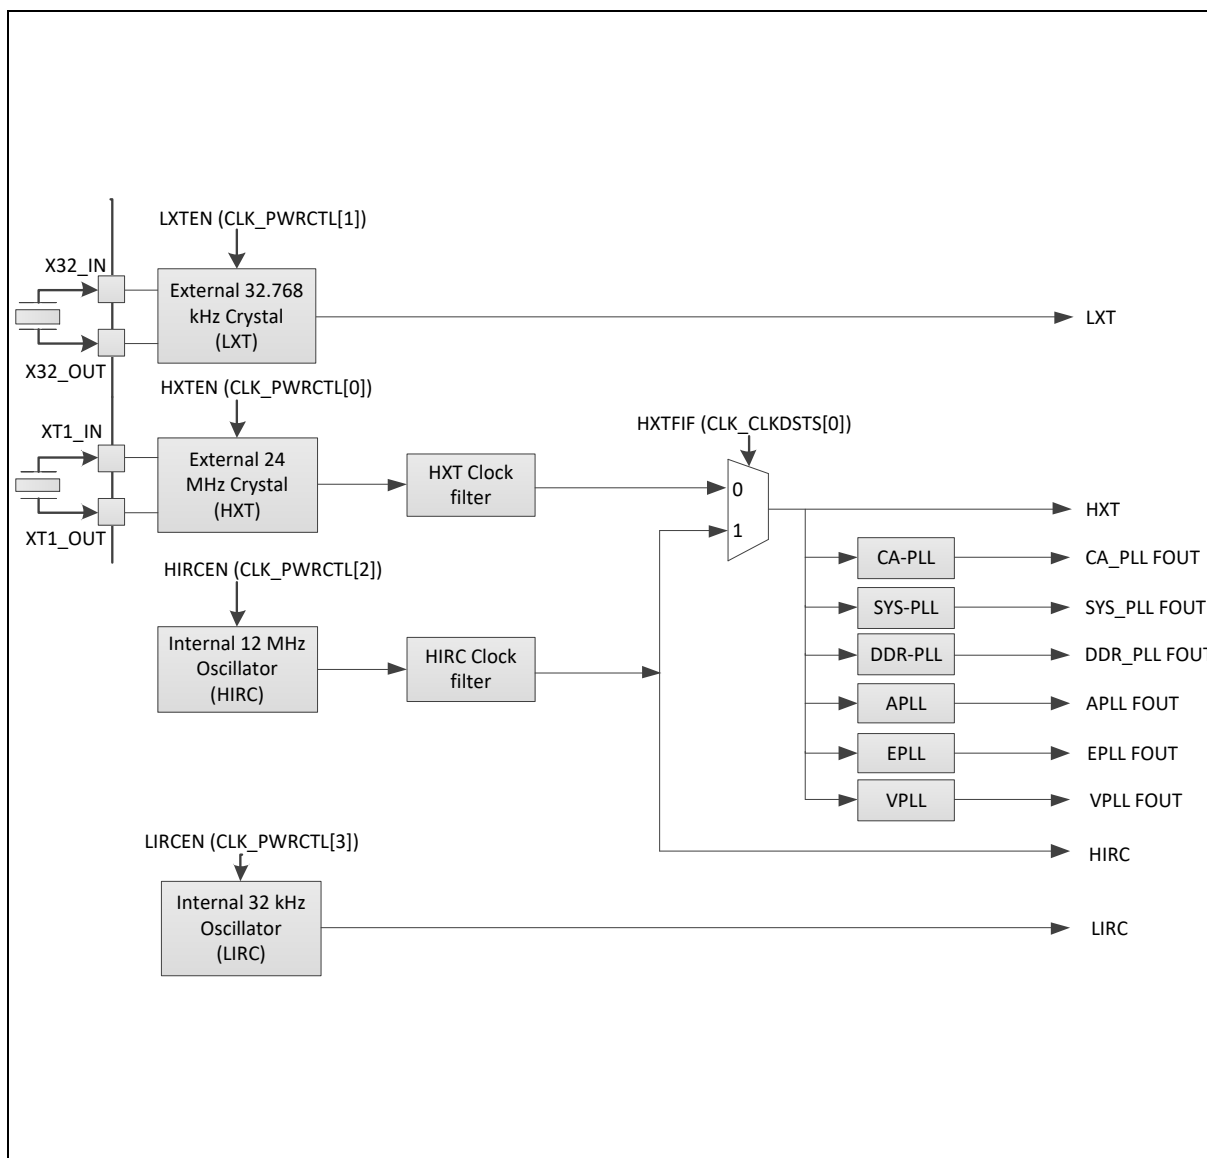 LXTEN (CLK_PWRCTL[1])
X32_IN
External 32.768
kHz Crystal
(LXT)
LXT
X32_OUT
HXTEN (CLK_PWRCTL[0])
XT1_IN
HXTFIF (CLK_CLKDSTS[0])
External 24
MHz Crystal
(HXT)
HXT Clock
filter
0
1
HXT
XT1_OUT
CA-PLL
CA_PLL FOUT
HIRCEN (CLK_PWRCTL[2])
SYS-PLL
SYS_PLL FOUT
Internal 12 MHz
Oscillator
(HIRC)
HIRC Clock
filter
DDR-PLL
DDR_PLL FOUT
APLL
APLL FOUT
EPLL
EPLL FOUT
VPLL
VPLL FOUT
LIRCEN (CLK_PWRCTL[3])
HIRC
Internal 32 kHz
Oscillator
(LIRC)
LIRC